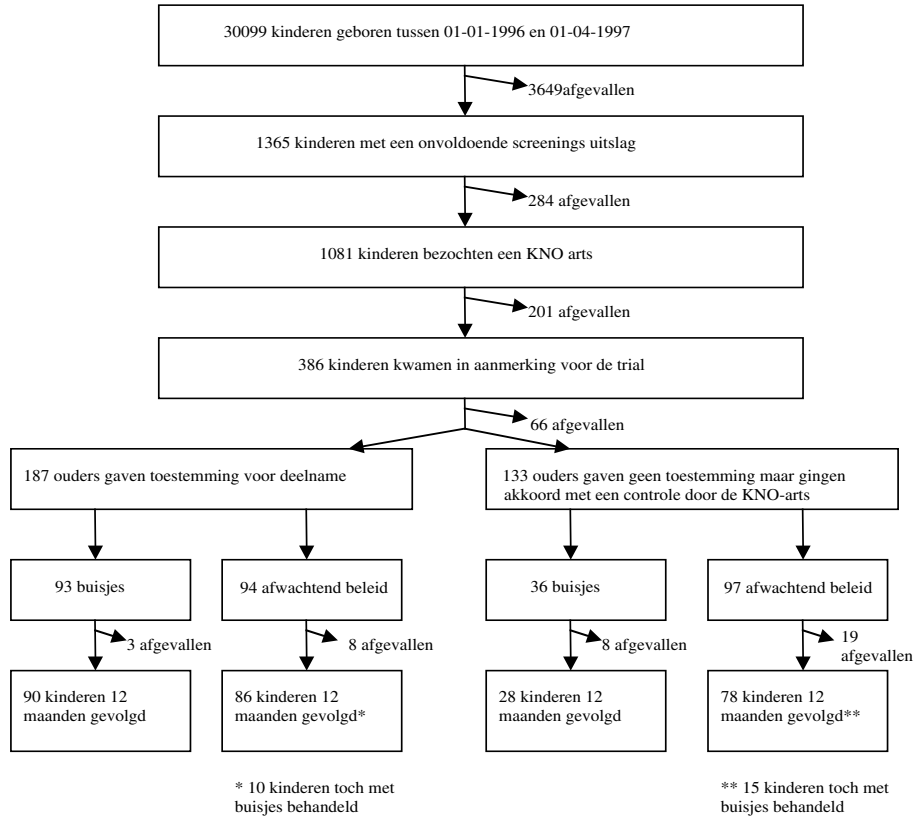 30099 kinderen geboren tussen 01-01-1996 en 01-04-1997
3649afgevallen
1365 kinderen met een onvoldoende screenings uitslag
284 afgevallen
1081 kinderen bezochten een KNO arts
201 afgevallen
386 kinderen kwamen in aanmerking voor de trial
66 afgevallen
187 ouders gaven toestemming voor deelname
133 ouders gaven geen toestemming maar gingen
akkoord met een controle door de KNO-arts
93 buisjes
94 afwachtend beleid
36 buisjes
97 afwachtend beleid
3 afgevallen
8 afgevallen
8 afgevallen
19
afgevallen
90 kinderen 12
maanden gevolgd
86 kinderen 12
maanden gevolgd*
28 kinderen 12
maanden gevolgd
78 kinderen 12
maanden gevolgd**
* 10 kinderen toch met
buisjes behandeld
** 15 kinderen toch met
buisjes behandeld